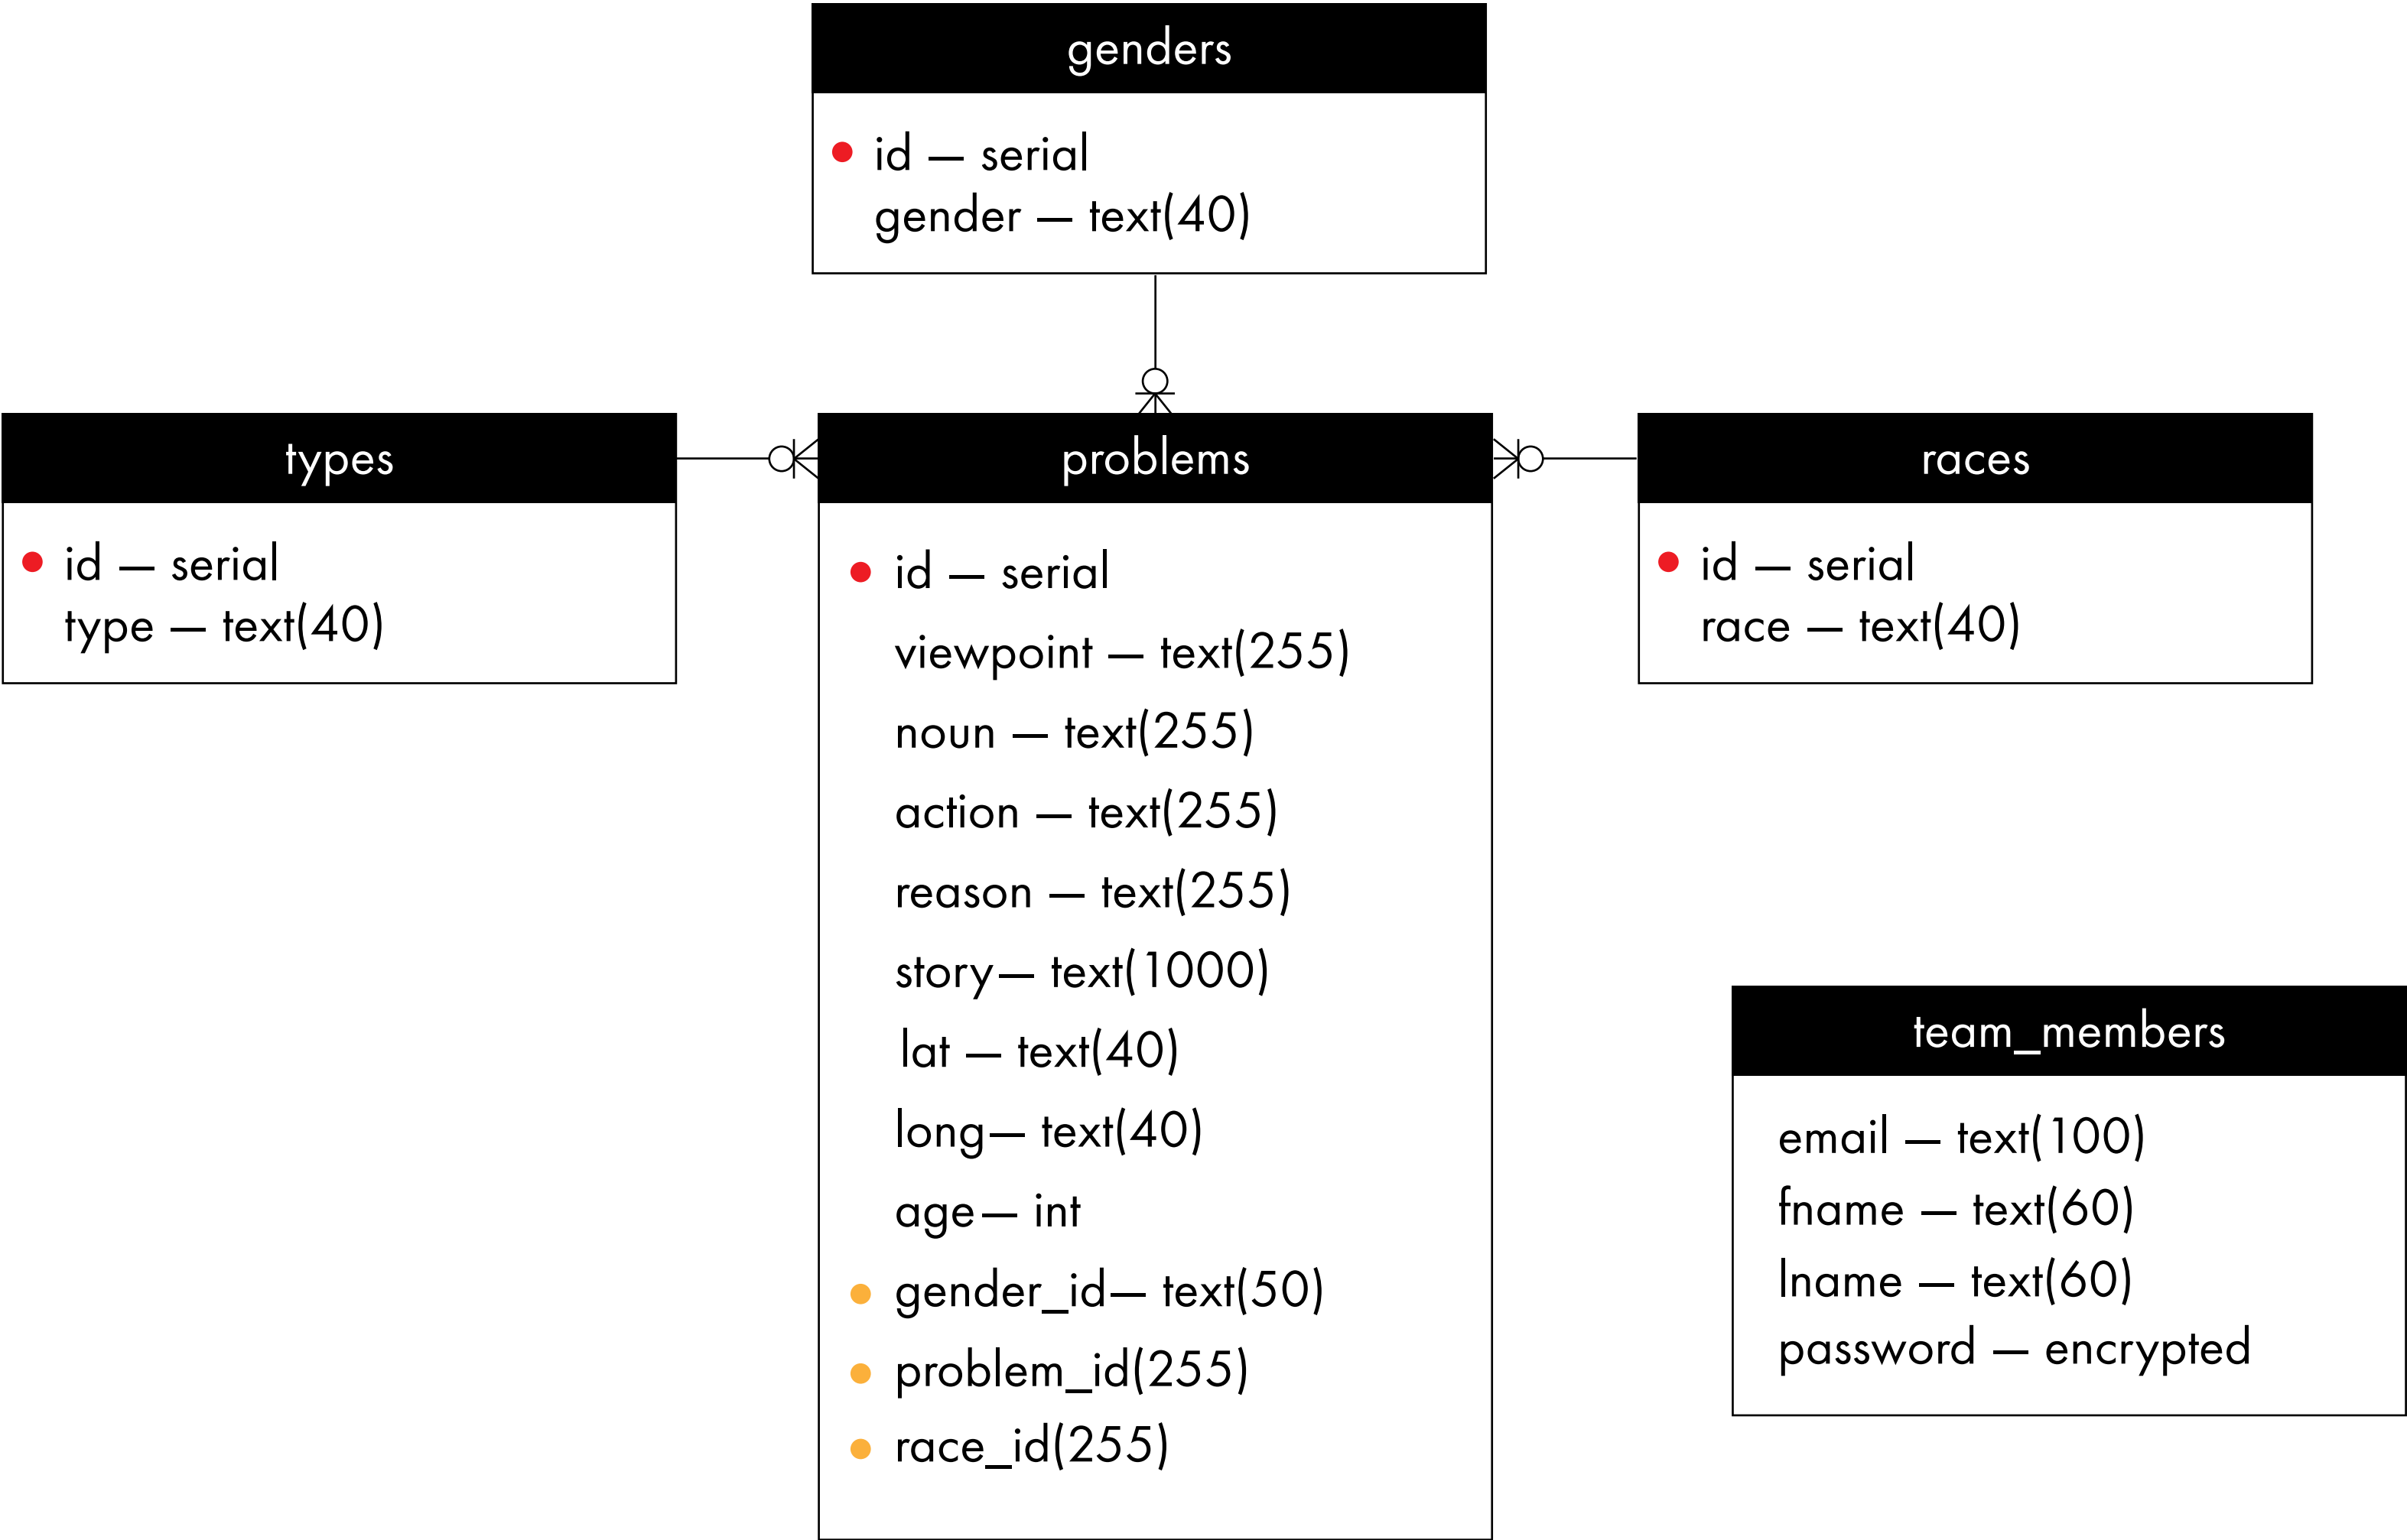 genders
id — serial
gender — text(40)
types
id — serial
type — text(40)
problems
id — serial
viewpoint — text(255)
noun — text(255)
action — text(255)
reason — text(255)
story— text(1000)
lat — text(40)
long— text(40)
age— int
gender_id— text(50)
problem_id(255)
race_id(255)
races
id — serial
race — text(40)
team_members
email — text(100)
fname — text(60)
lname — text(60)
password — encrypted